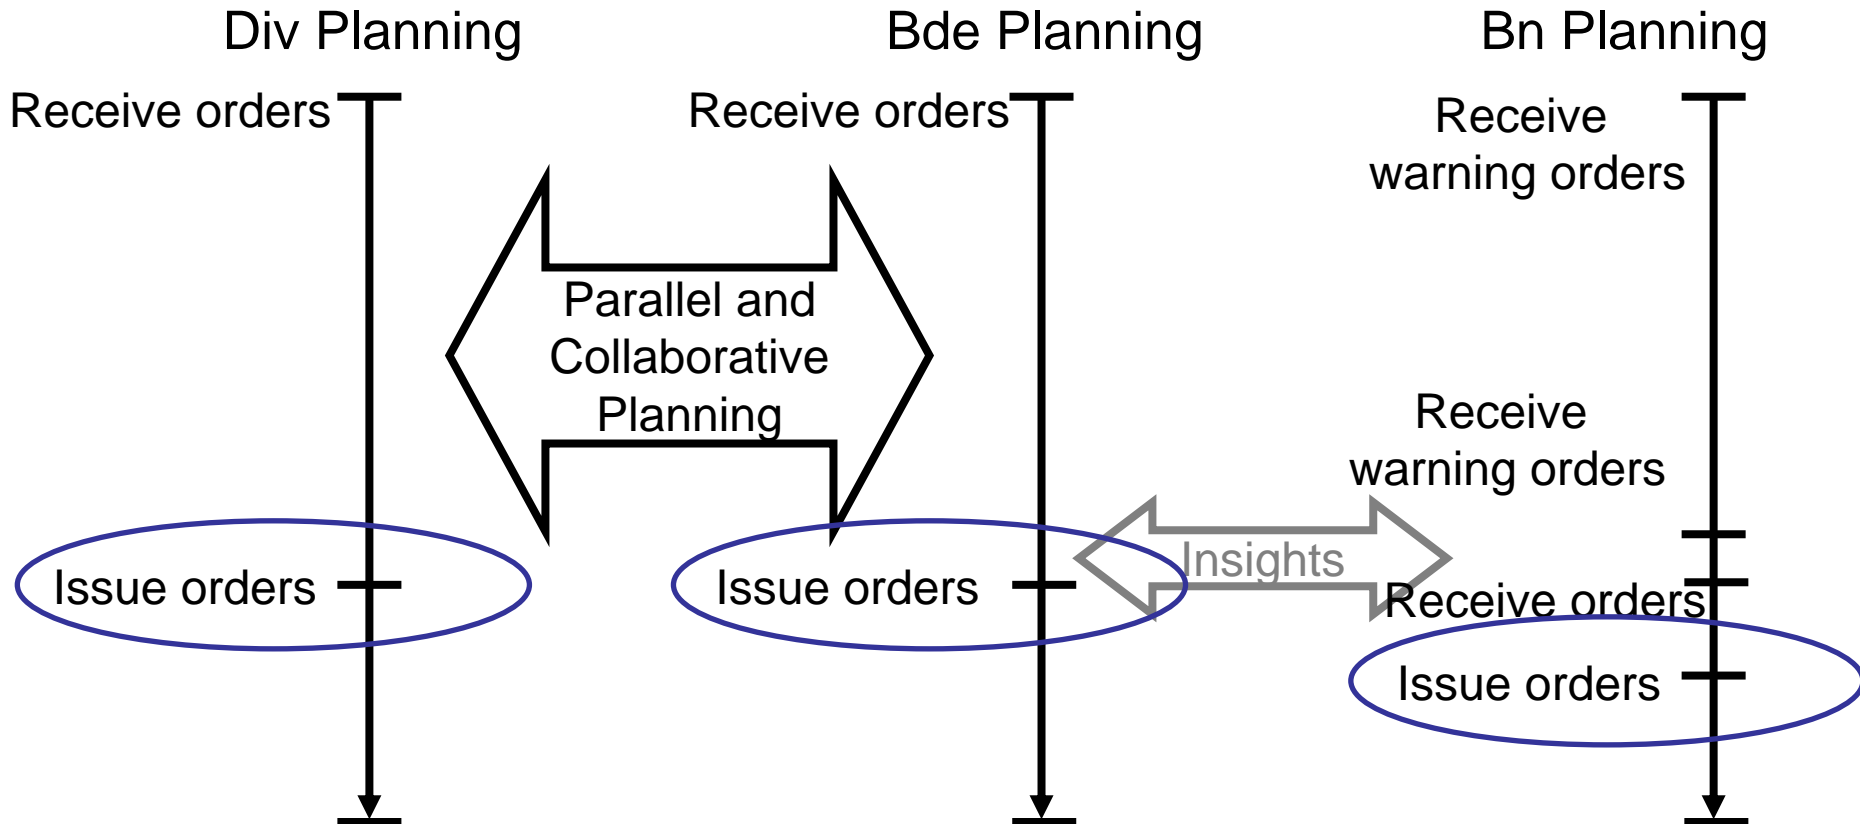 Div Planning
Bde Planning
Bn Planning
Receive orders
Receive orders
Receive
warning orders
Parallel and
Collaborative
Planning
Receive
warning orders
Insights
Issue orders
Issue orders
Receive orders
Issue orders